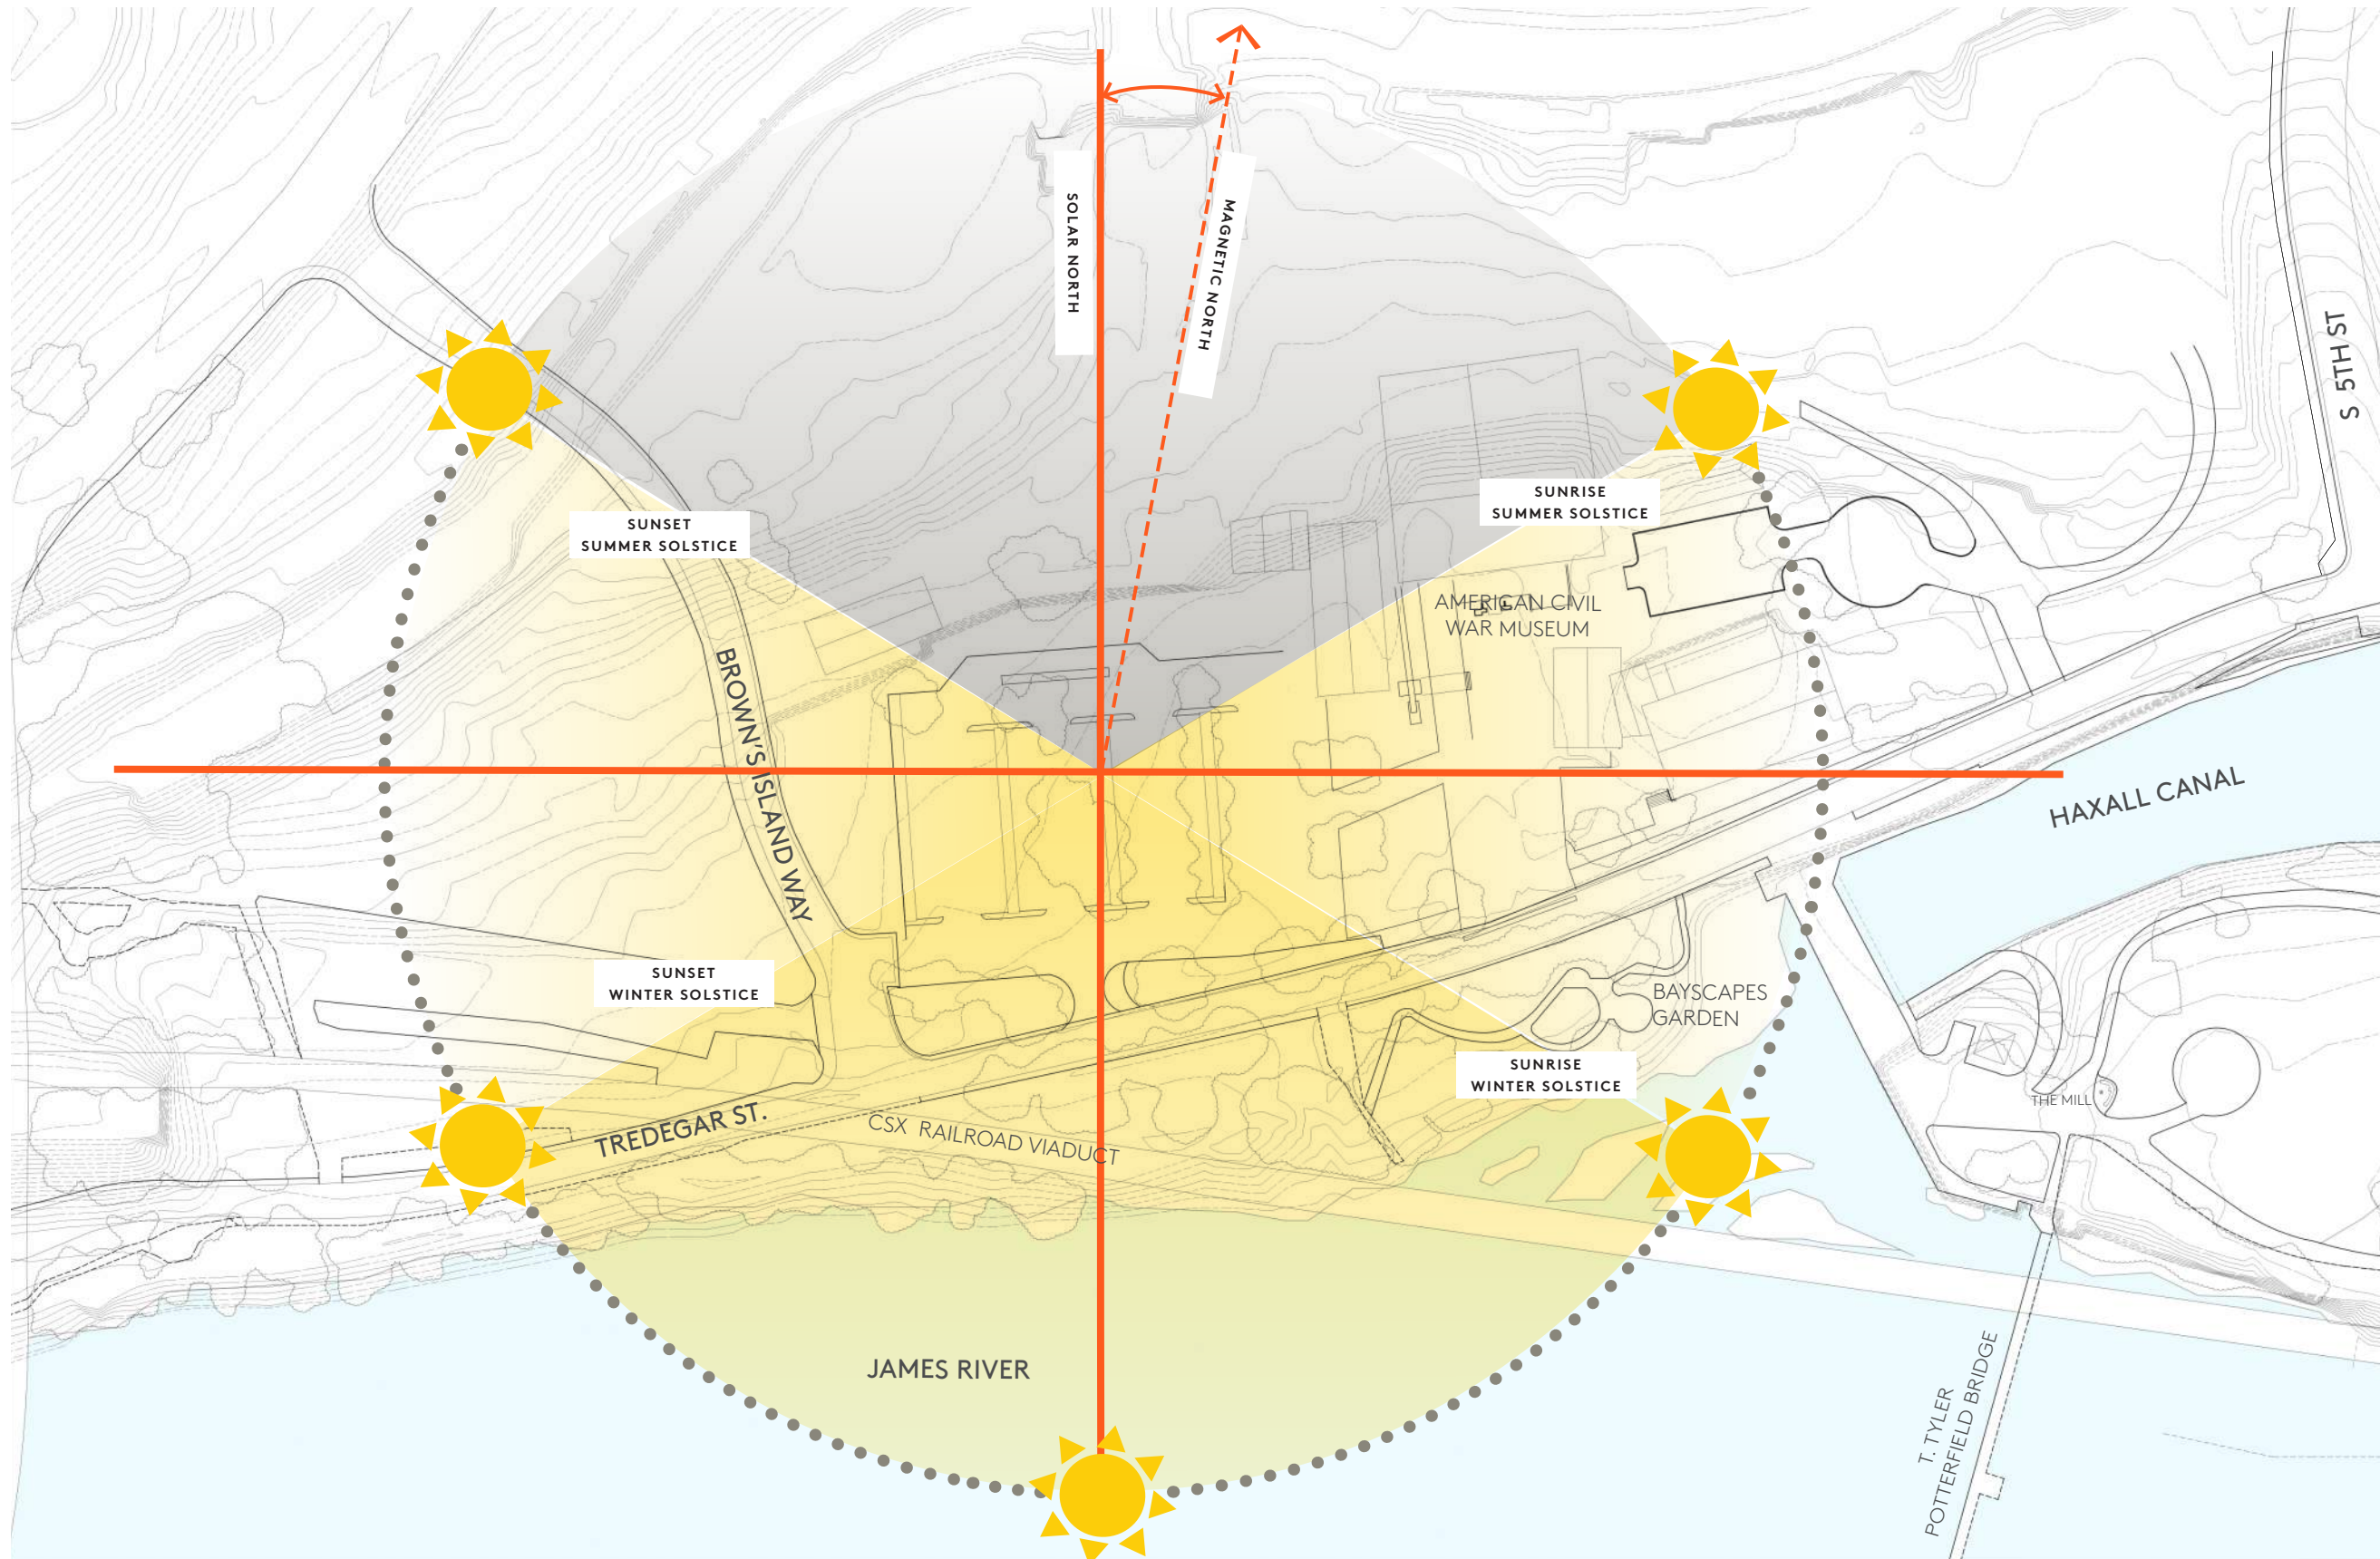 SOLAR NORTH
MAGNETIC NORTH
S 5TH ST
SUNRISE
SUMMER SOLSTICE
SUNSET
SUMMER SOLSTICE
AMERICAN CIVIL
WAR MUSEUM
BROWN'S ISLAND WAY
HAXALL CANAL
SUNSET
WINTER SOLSTICE
BAYSCAPES
GARDEN
SUNRISE
WINTER SOLSTICE
THE MILL
TREDEGAR ST.
CSX RAILROAD VIADUCT
JAMES RIVER
T. TYLER
POTTERFIELD BRIDGE